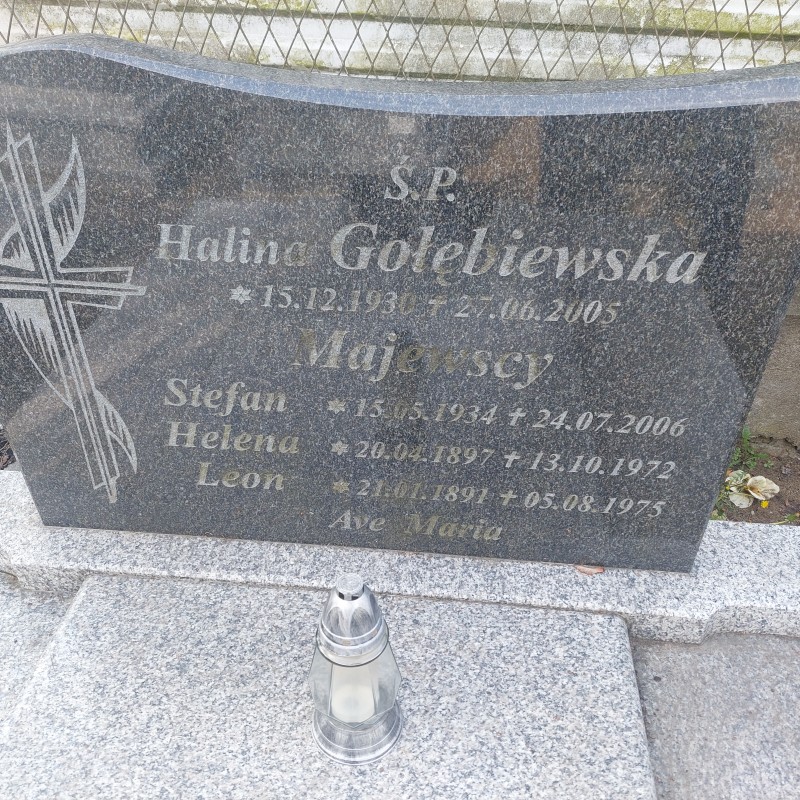 Ś.P.
Halina Gołębiewska
* 15.12.1930 † 27.06.2005
Majewscy
Stefan * 15.05.1934 † 24.07.2006
Helena * 20.04.1897 † 13.10.1972
Leon * 21.01.1891 † 05.08.1975
Ave Maria